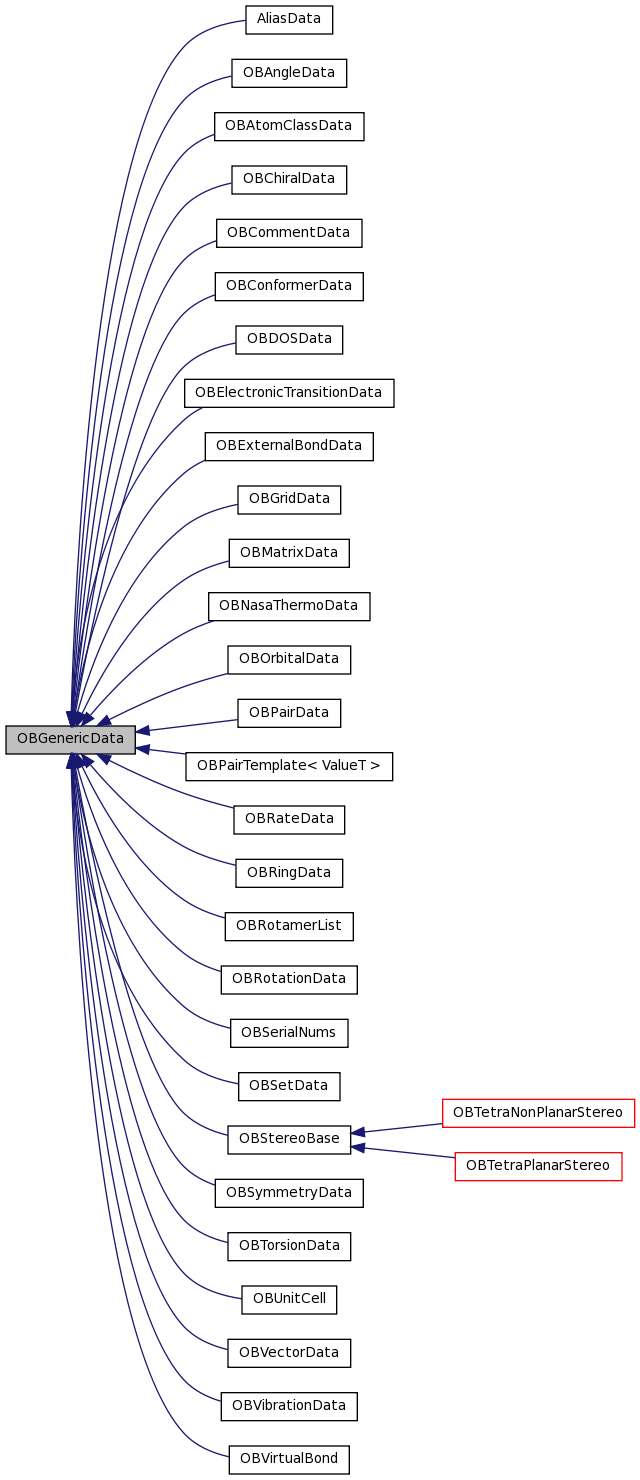 AliasData
OBAngleData
OBAtomClassData
OBChiralData
OBCommentData
OBConformerData
OBDOSData
OBElectronicTransitionData
OBExternalBondData
OBGridData
OBMatrixData
OBNasaThermoData
OBOrbitalData
OBPairData
OBGenericData
OBPairTemplate< ValueT >
OBRateData
OBRingData
OBRotamerList
OBRotationData
OBSerialNums
OBSetData
OBStereoBase
OBTetraNonPlanarStereo
OBTetraPlanarStereo
OBSymmetryData
OBTorsionData
OBUnitCell
OBVectorData
OBVibrationData
OBVirtualBond